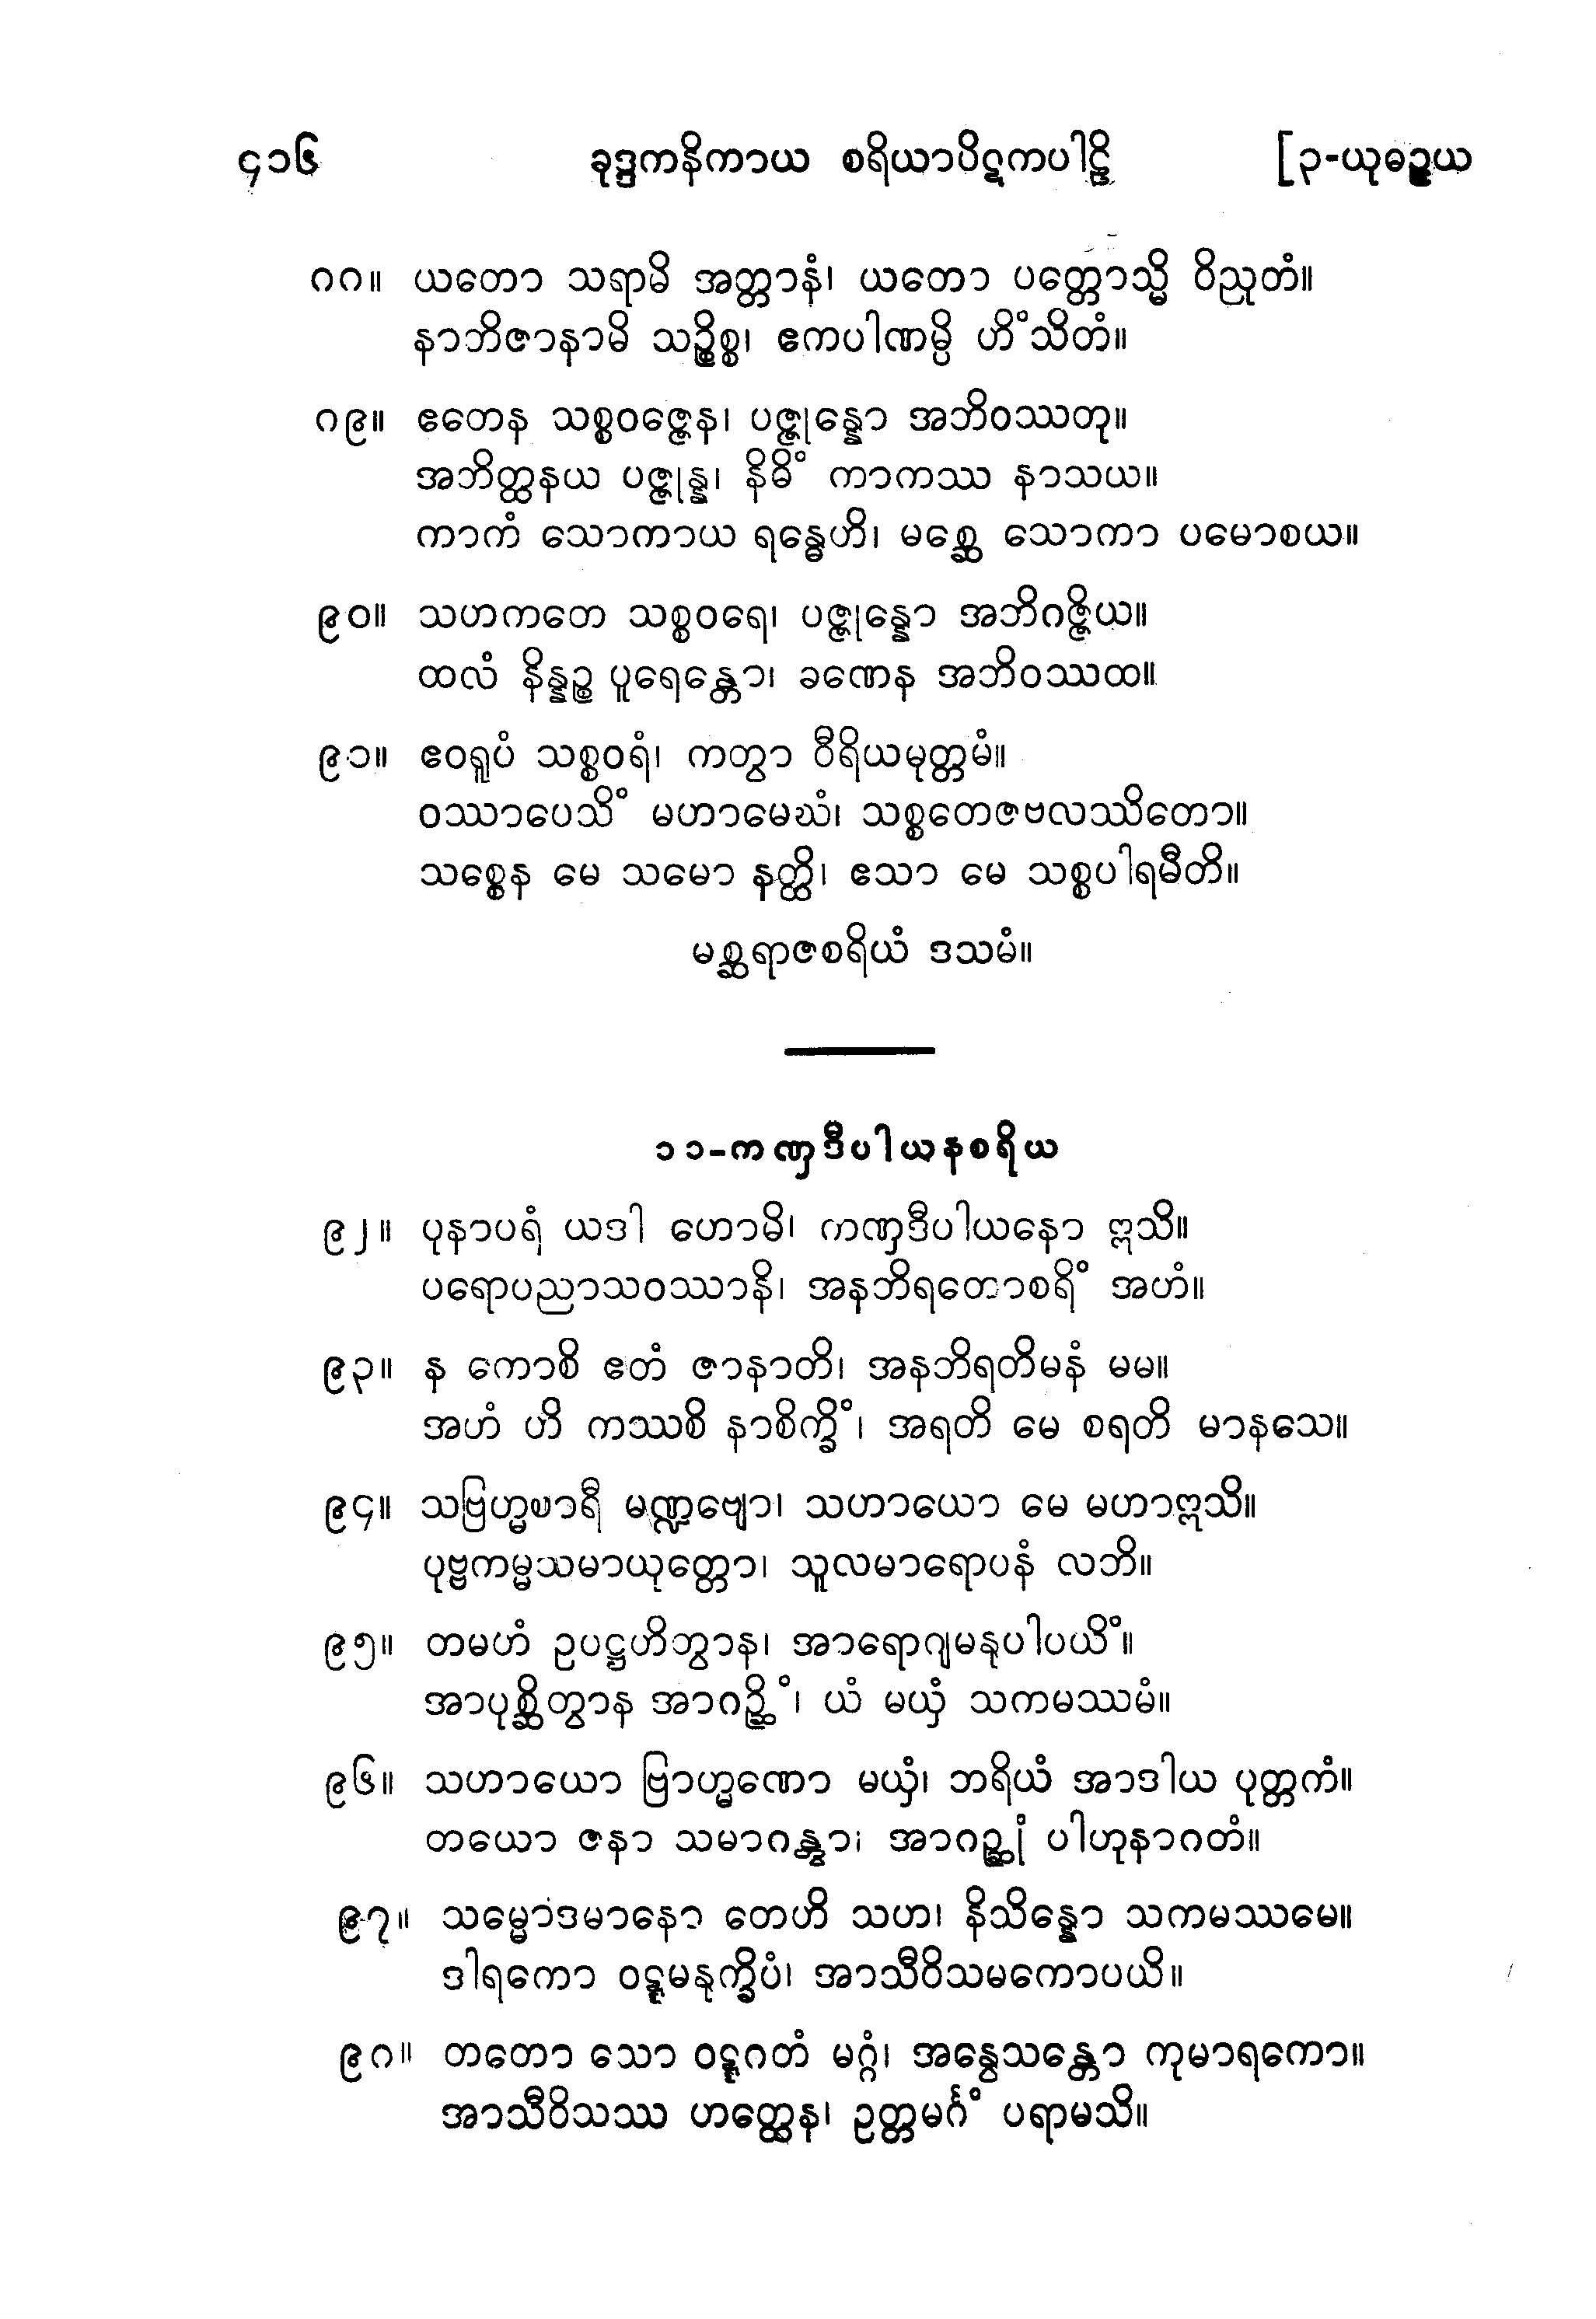 ၄၁၆ ခုဒ္ဒကနိကာယ စရိယာပိဋကပါဠိ [၃-ယုဓဉ္ဇယ
၈၈။ ယတော သရာမိ အတ္တာနံ၊ ယတော ပတ္တောသ္မိ ဝိညုတံ။
နာဘိဇာနာမိ သဉ္စိစ္စ၊ ဧကပါဏမ္ပိ ဟိံသိတံ။
၈၉။ ဧတေန သစ္စဝဇ္ဇေန၊ ပဇ္ဇုန္နော အဘိဝဿတု။
အဘိတ္ထနယ ပဇ္ဇုန္န၊ နိဓိံ ကာကဿ နာသယ။
ကာကံ သောကာယ ရန္ဓေဟိ၊ မစ္ဆေ သောကာ ပမောစယ။
၉၀။ သဟကတေ သစ္စဝရေ၊ ပဇ္ဇုန္နော အဘိဂဇ္ဇိယ။
ထလံ နိန္နဉ္စ ပူရေန္တော၊ ခဏေန အဘိဝဿထ။
၉၁။ ဧဝရူပံ သစ္စဝရံ၊ ကတွာ ဝီရိယမုတ္တမံ။
ဝဿာပေသိံ မဟာမေဃံ၊ သစ္စတေဇဗလဿိတော။
သစ္စေန မေ သမော နတ္ထိ၊ ဧသာ မေ သစ္စပါရမီတိ။
မစ္ဆရာဇစရိယံ ဒသမံ။
၁၁-ကဏှဒီပါယနစရိယ
၉၂။ ပုနာပရံ ယဒါ ဟောမိ၊ ကဏှဒီပါယနော ဣသိ။
ပရောပညာသဝဿာနိ၊ အနဘိရတောစရိံ အဟံ။
၉၃။ န ကောစိ ဧတံ ဇာနာတိ၊ အနဘိရတိမနံ မမ။
အဟံ ဟိ ကဿစိ နာစိက္ခိံ၊ အရတိ မေ စရတိ မာနသေ။
၉၄။ သဗြဟ္မစာရီ မဏ္ဍဗျော၊ သဟာယော မေ မဟာဣသိ။
ပုဗ္ဗကမ္မသမာယုတ္တော၊ သူလမာရောပနံ လဘိ။
၉၅။ တမဟံ ဥပဋ္ဌဟိတွာန၊ အာရောဂျမနုပါပယိံ။
အာပုစ္ဆိတွာန အာဂဉ္ဆိံ၊ ယံ မယှံ သကမဿမံ။
၉၆။ သဟာယော ဗြာဟ္မဏော မယှံ၊ ဘရိယံ အာဒါယ ပုတ္တကံ။
တယော ဇနာ သမာဂန္တွာ၊ အာဂဉ္ဆုံ ပါဟုနာဂတံ။
၉၇။ သမ္မောဒမာနော တေဟိ သဟ၊ နိသိန္နော သကမဿမေ။
ဒါရကော ဝဋ္ဋမနုက္ခိပံ၊ အာသီဝိသမကောပယိ။
၉၈။ တတော သော ဝဋ္ဋဂတံ မဂ္ဂံ၊ အန္வေသန္တော ကုမာရကော။
အာသီဝိသဿ ဟတ္ထေန၊ ဥတ္တမင်္ဂံ ပရာမသိ။